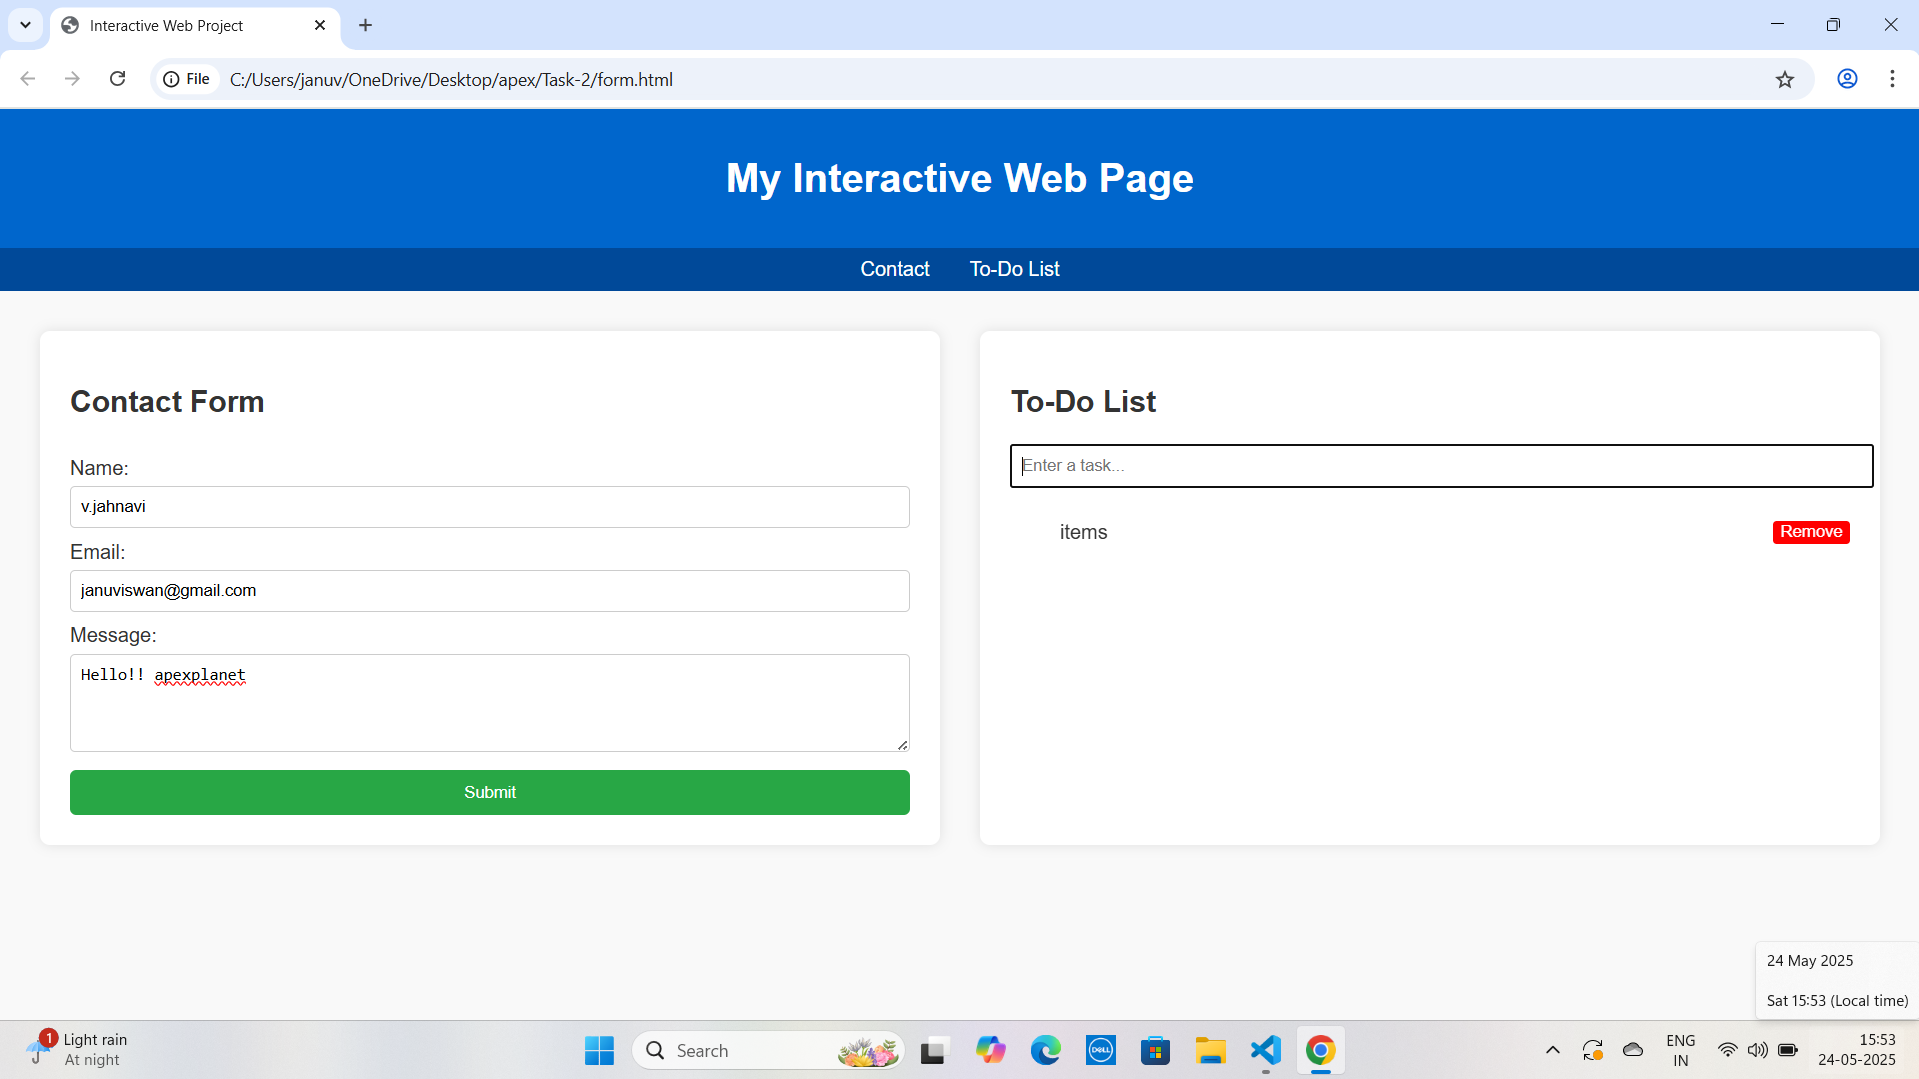 Interactive Web Project
File
C:/Users/januv/OneDrive/Desktop/apex/Task-2/form.html
My Interactive Web Page
Contact
To-Do List
Contact Form
Name:
v.jahnavi
Email:
januviswan@gmail.com
Message:
Hello!! apexplanet
Submit
To-Do List
Enter a task...
items
Remove
24 May 2025
Sat 15:53 (Local time)
1
Light rain
At night
Search
DELL
ENG
IN
15:53
24-05-2025